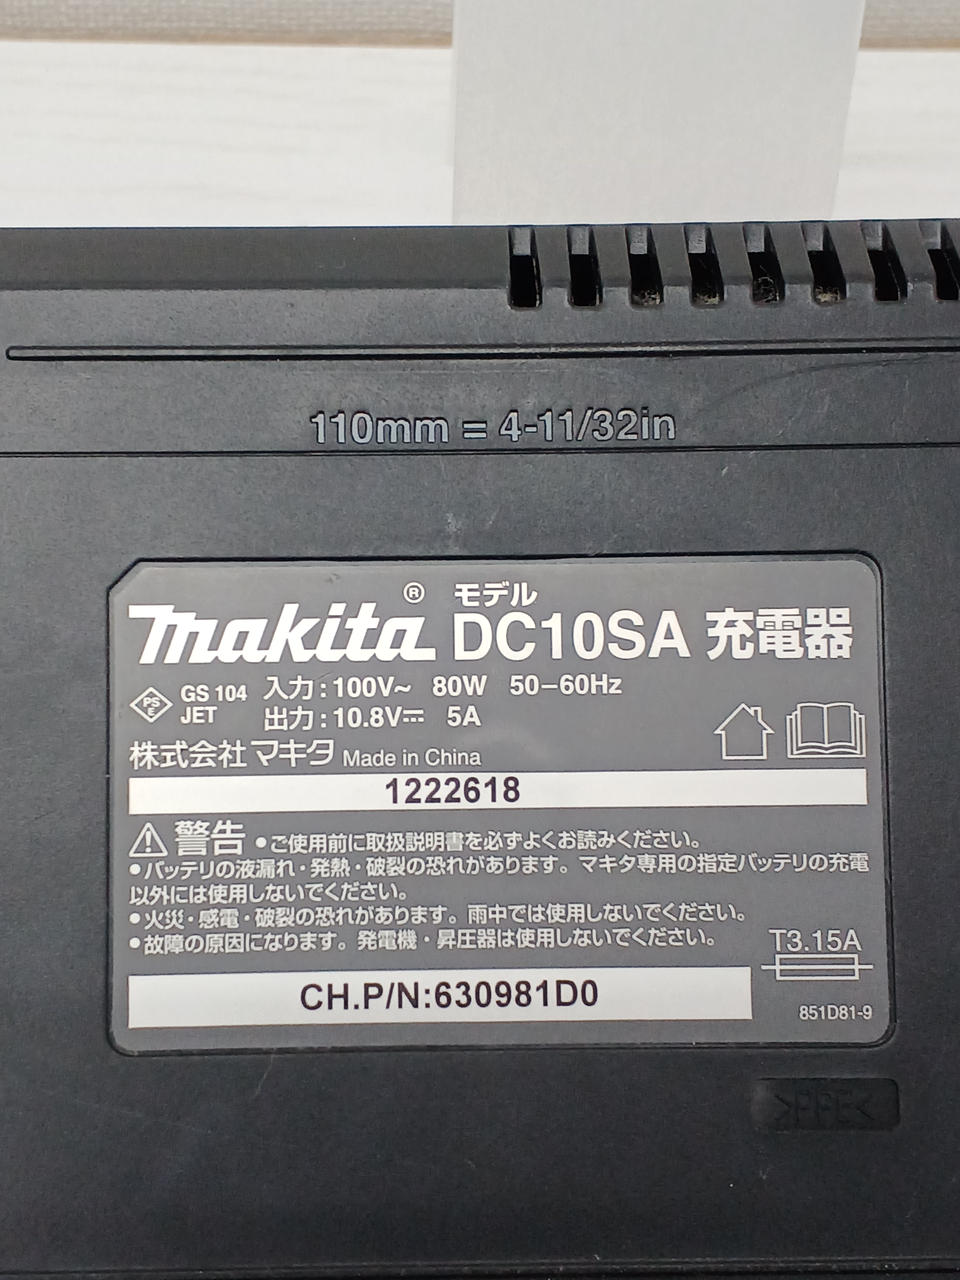 110mm = 4-11/32in
makita® モデル DC10SA 充電器
PS E GS 104 JET
入力:100V~ 80W 50-60Hz
出力:10.8V⎓ 5A
株式会社 マキタ Made in China
1222618
警告 •ご使用前に取扱説明書を必ずよくお読みください。
•バッテリの液漏れ・発熱・破裂の恐れがあります。マキタ専用の指定バッテリの充電
以外には使用しないでください。
•火災・感電・破裂の恐れがあります。雨中では使用しないでください。
•故障の原因になります。発電機・昇圧器は使用しないでください。
T3.15A
CH.P/N:630981D0
851D81-9